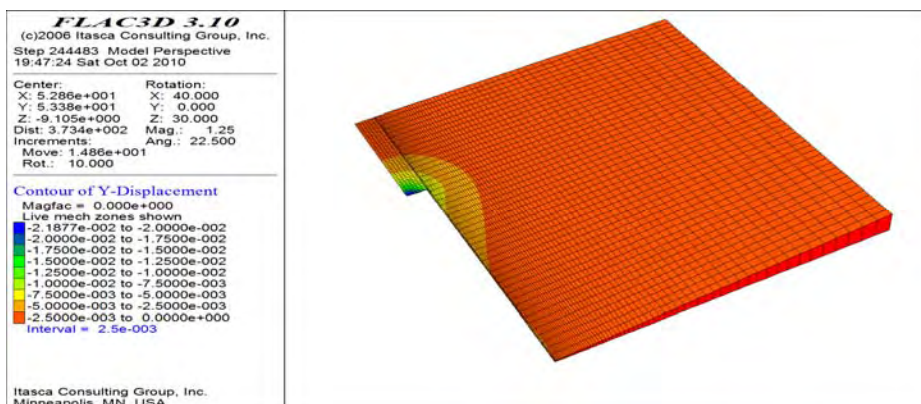 FLAC3D 3.10
(c)2006 Itasca Consulting Group, Inc.
Step 244483 Model Perspective
19:47:24 Sat Oct 02 2010
Center: Rotation:
X: 5.286e+001 X: 40.000
Y: 5.338e+001 Y: 0.000
Z: -9.105e+000 Z: 30.000
Dist: 3.734e+002 Mag.: 1.25
Increments: Ang.: 22.500
Move: 1.486e+001
Rot.: 10.000
Contour of Y-Displacement
Magfac = 0.000e+000
Live mech zones shown
-2.1877e-002 to -2.0000e-002
-2.0000e-002 to -1.7500e-002
-1.7500e-002 to -1.5000e-002
-1.5000e-002 to -1.2500e-002
-1.2500e-002 to -1.0000e-002
-1.0000e-002 to -7.5000e-003
-7.5000e-003 to -5.0000e-003
-5.0000e-003 to -2.5000e-003
-2.5000e-003 to 0.0000e+000
Interval = 2.5e-003
Itasca Consulting Group, Inc.
Minneapolis, MN USA